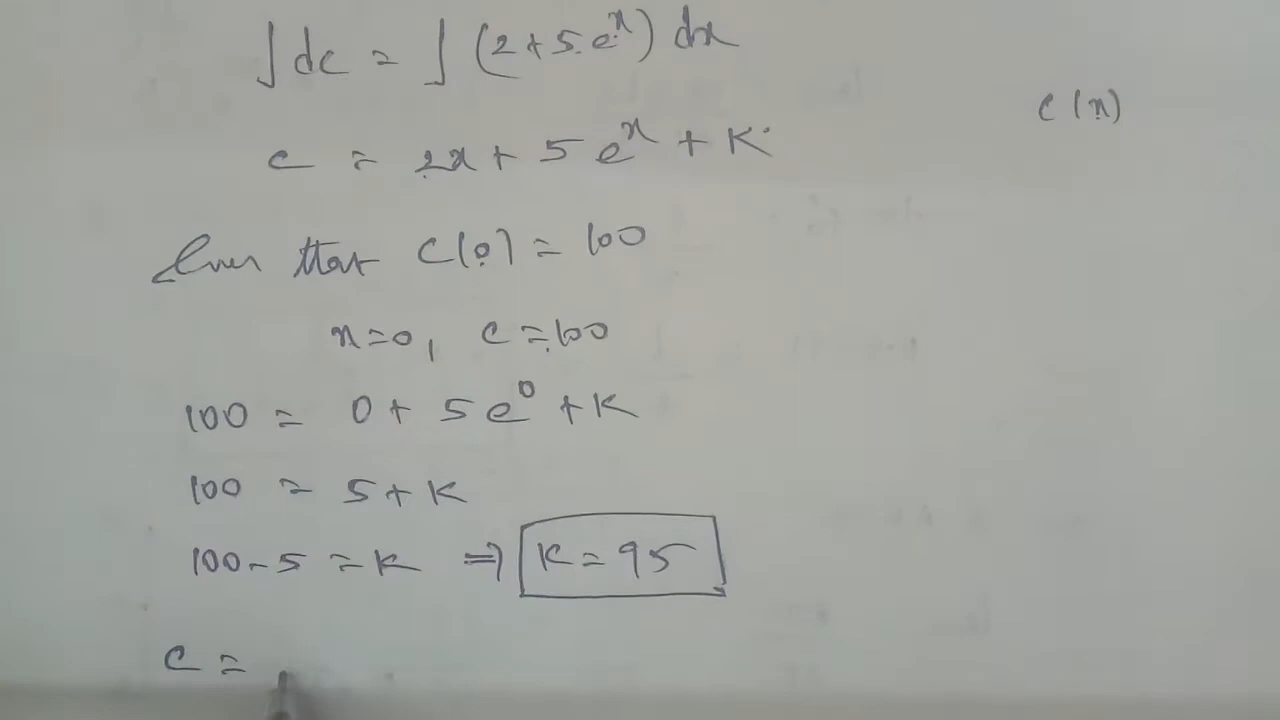 ∫ dc = ∫ (2 + 5e^x) dx
C (x)
c = 2x + 5 e^x + K
Given that C(0) = 100
x=0, C=100
100 = 0 + 5 e^0 + K
100 = 5 + K
100 - 5 = K ⇒ K = 95
C =